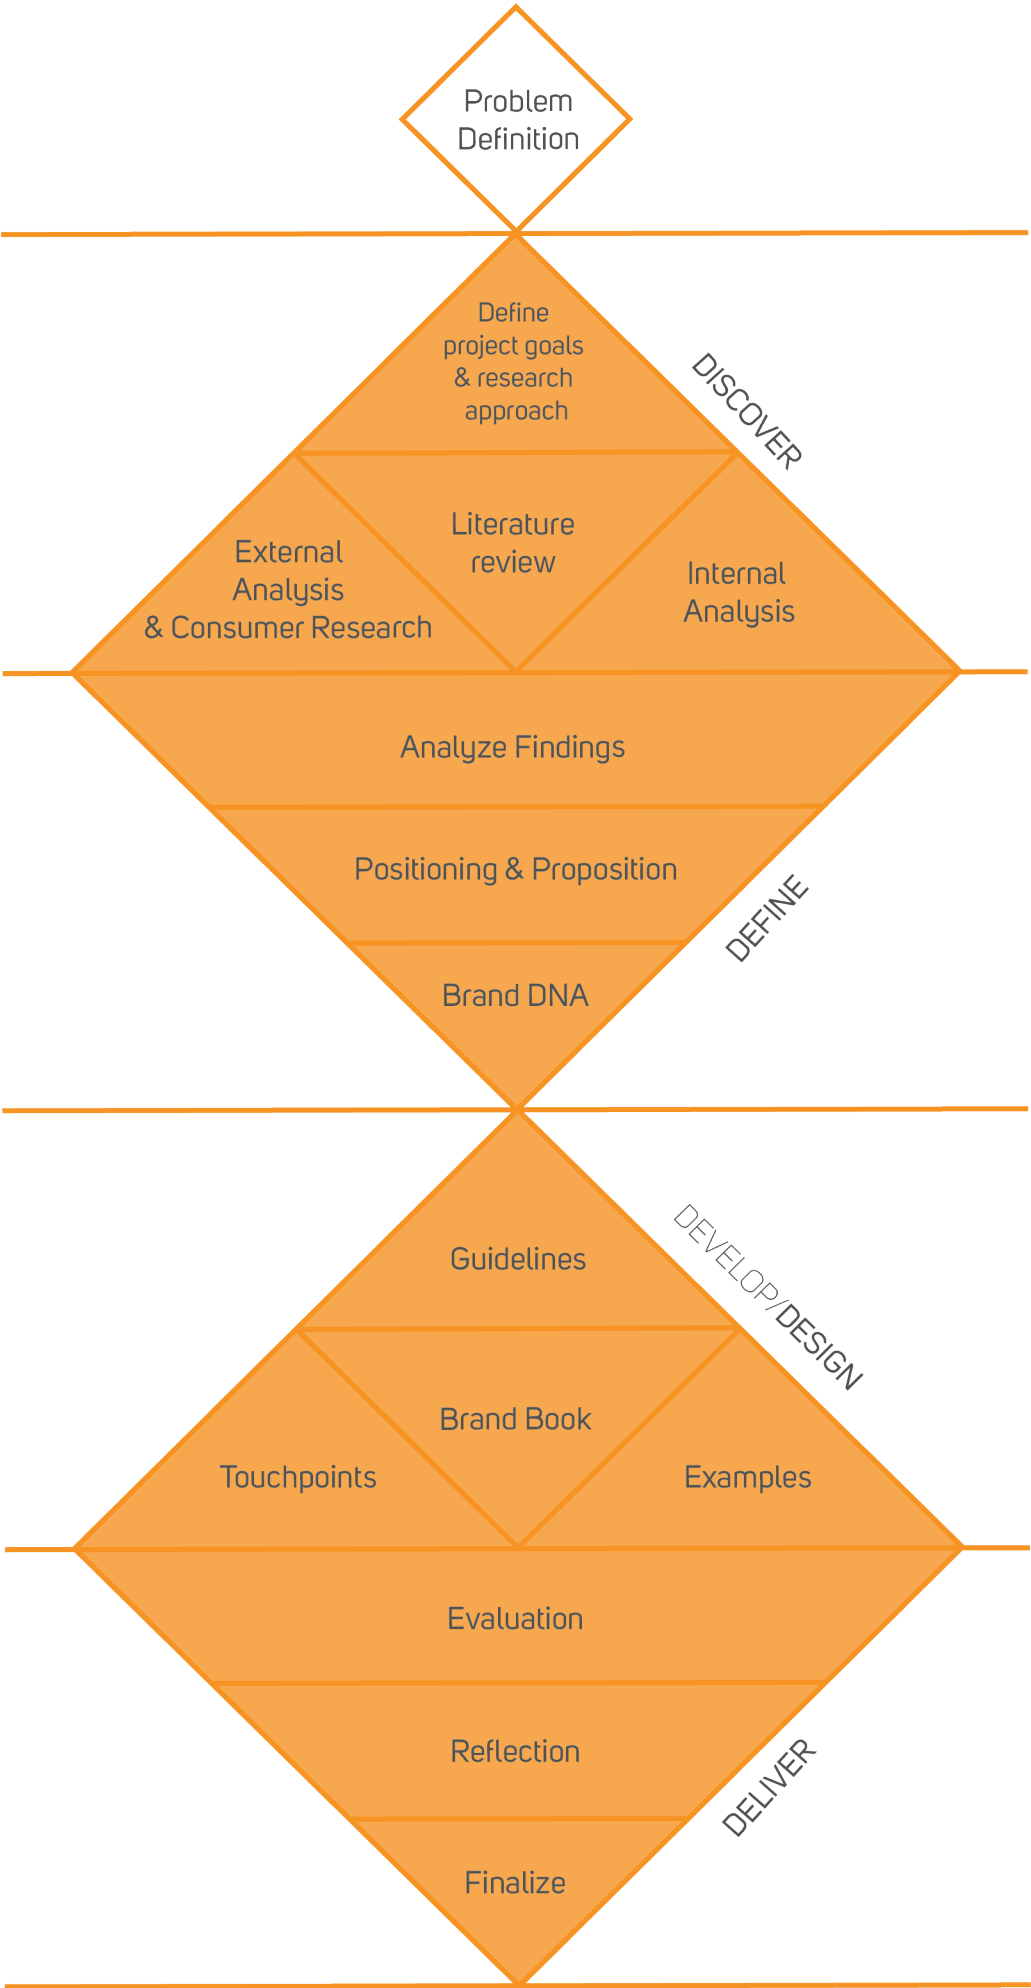 Problem
Definition
Define
project goals
& research
approach
DISCOVER
Literature
review
External
Analysis
& Consumer Research
Internal
Analysis
Analyze Findings
Positioning & Proposition
DEFINE
Brand DNA
Guidelines
DEVELOP/DESIGN
Brand Book
Touchpoints
Examples
Evaluation
Reflection
DELIVER
Finalize